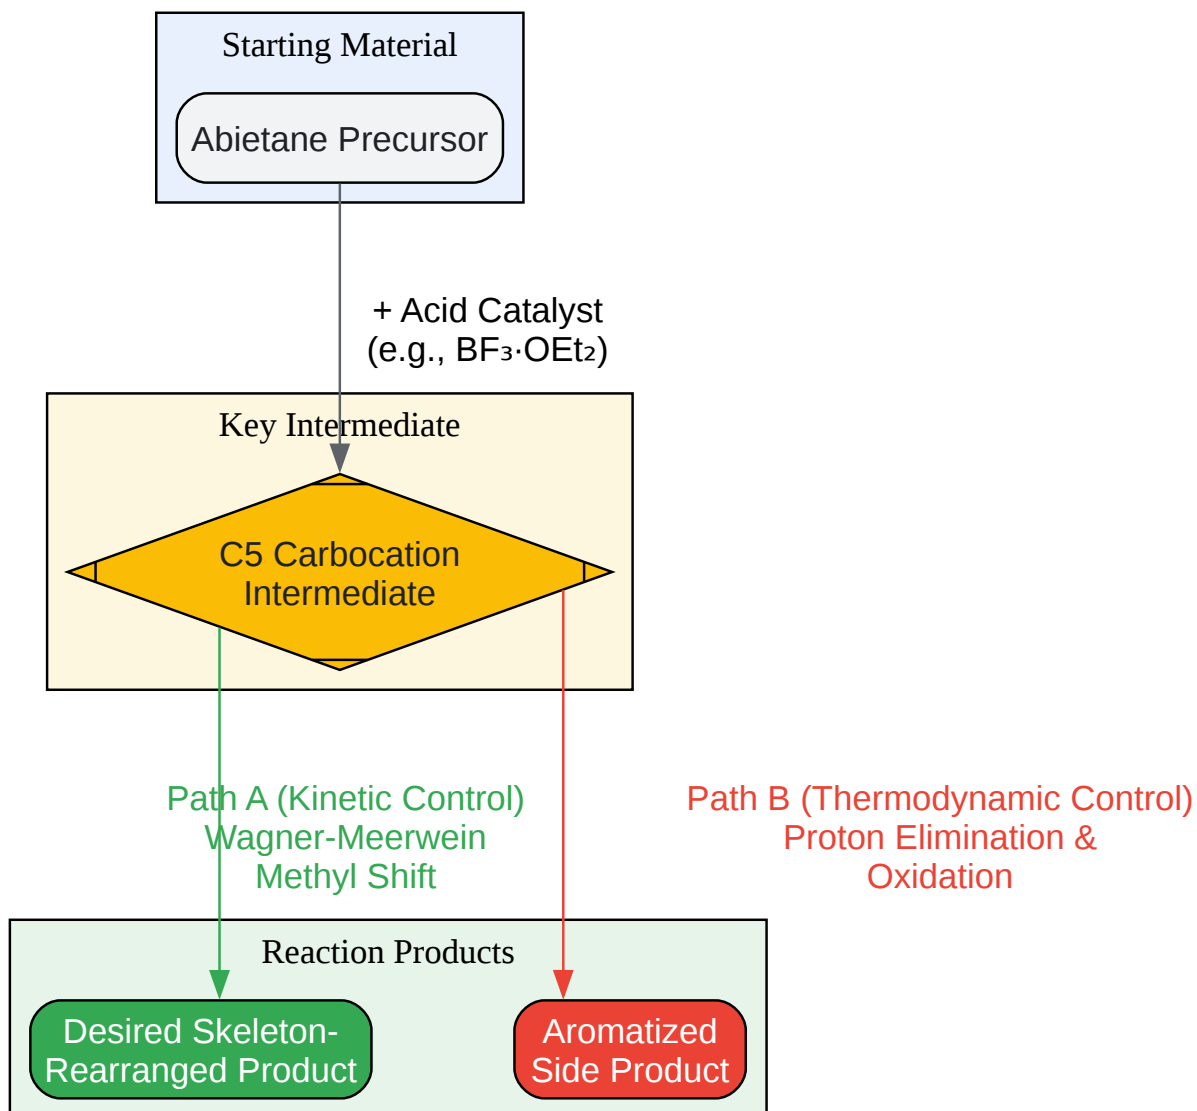 Starting Material
Abietane Precursor
+ Acid Catalyst
(e.g., BF₃·OEt₂)
Key Intermediate
C5 Carbocation
Intermediate
Path A (Kinetic Control)
Wagner-Meerwein
Methyl Shift
Path B (Thermodynamic Control)
Proton Elimination &
Oxidation
Reaction Products
Desired Skeleton-
Rearranged Product
Aromatized
Side Product